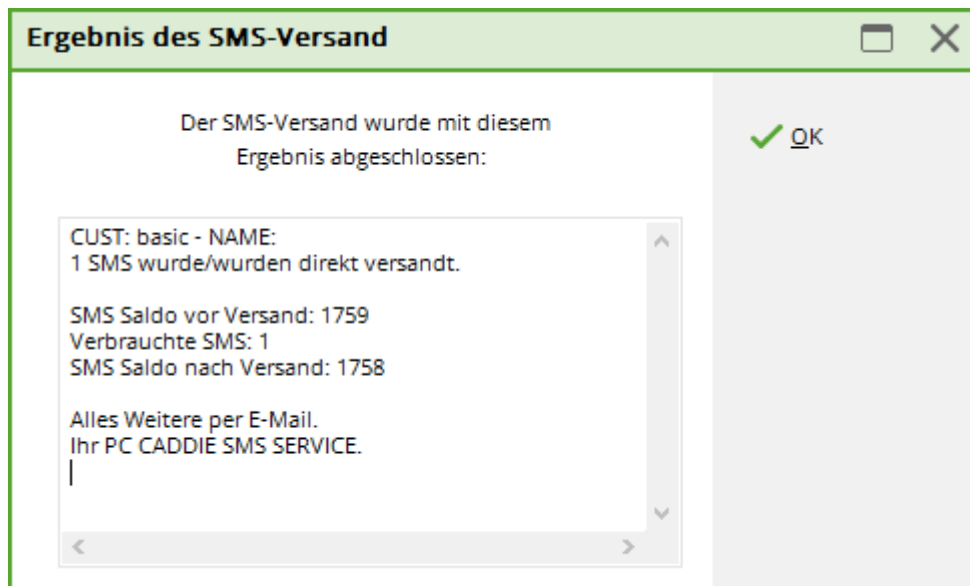 Ergebnis des SMS-Versand
Der SMS-Versand wurde mit diesem
Ergebnis abgeschlossen:
OK
CUST: basic - NAME:
1 SMS wurde/wurden direkt versandt.
SMS Saldo vor Versand: 1759
Verbrauchte SMS: 1
SMS Saldo nach Versand: 1758
Alles Weitere per E-Mail.
Ihr PC CADDIE SMS SERVICE.